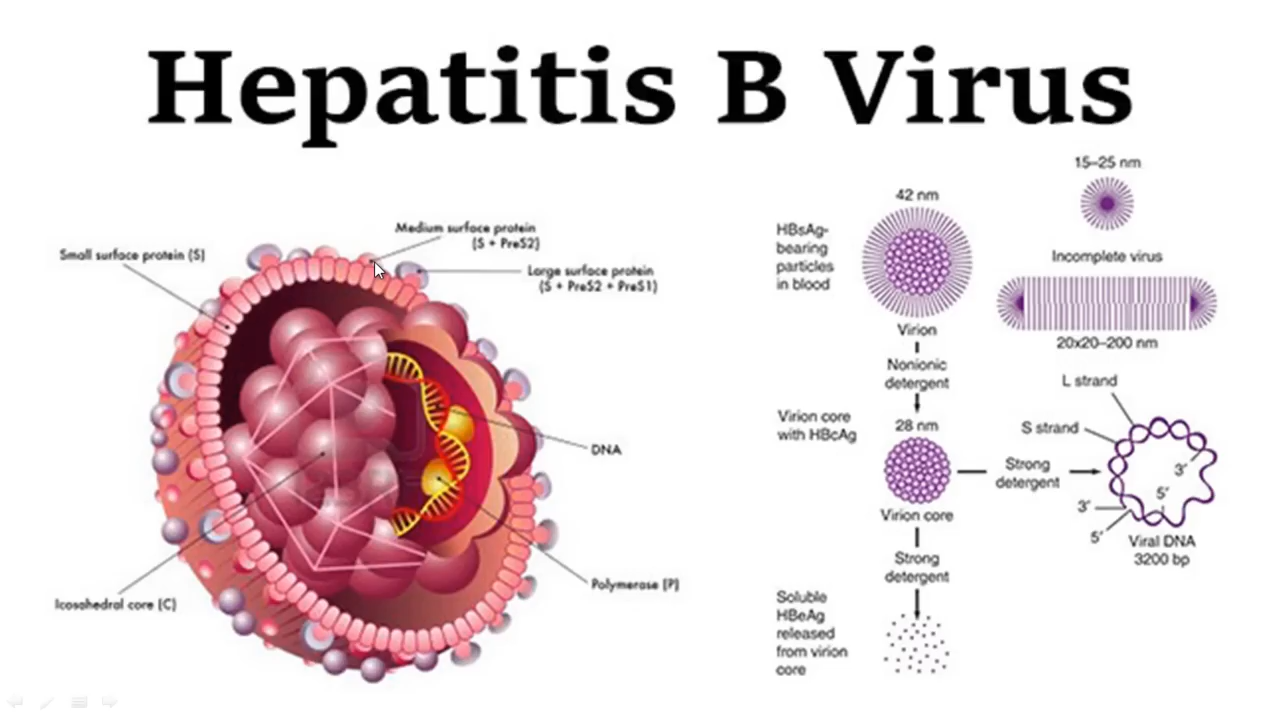 Hepatitis B Virus
Medium surface protein
(S + PreS2)
Small surface protein (S)
Large surface protein
(S + PreS2 + PreS1)
DNA
Polymerase (P)
Icosahedral core (C)
15–25 nm
42 nm
HBsAg-
bearing
particles
in blood
Incomplete virus
Virion
20x20–200 nm
Nonionic
detergent
L strand
Virion core
with HBcAg
28 nm
S strand
Strong
detergent
3′
5′
3′
5′
Virion core
Viral DNA
3200 bp
Strong
detergent
Soluble
HBeAg
released
from virion
core